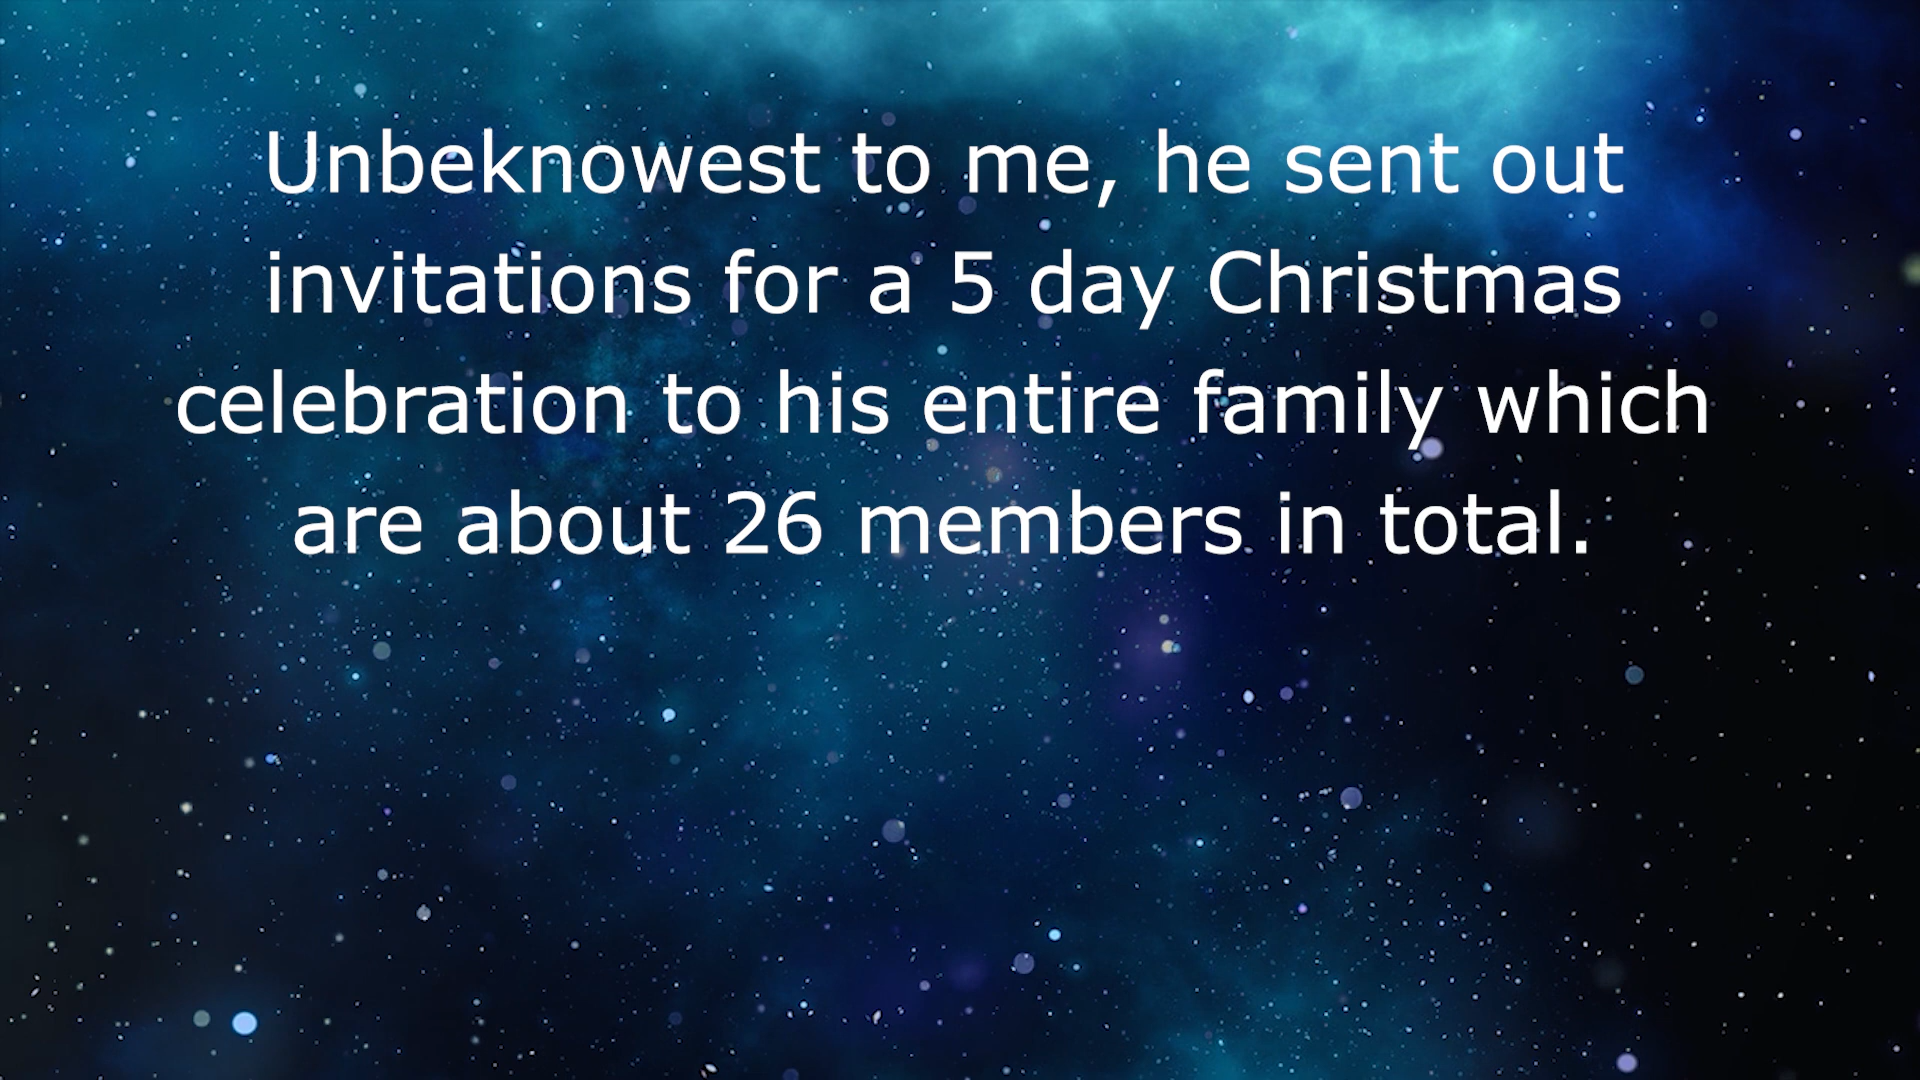 Unbeknowest to me, he sent out
invitations for a 5 day Christmas
celebration to his entire family which
are about 26 members in total.